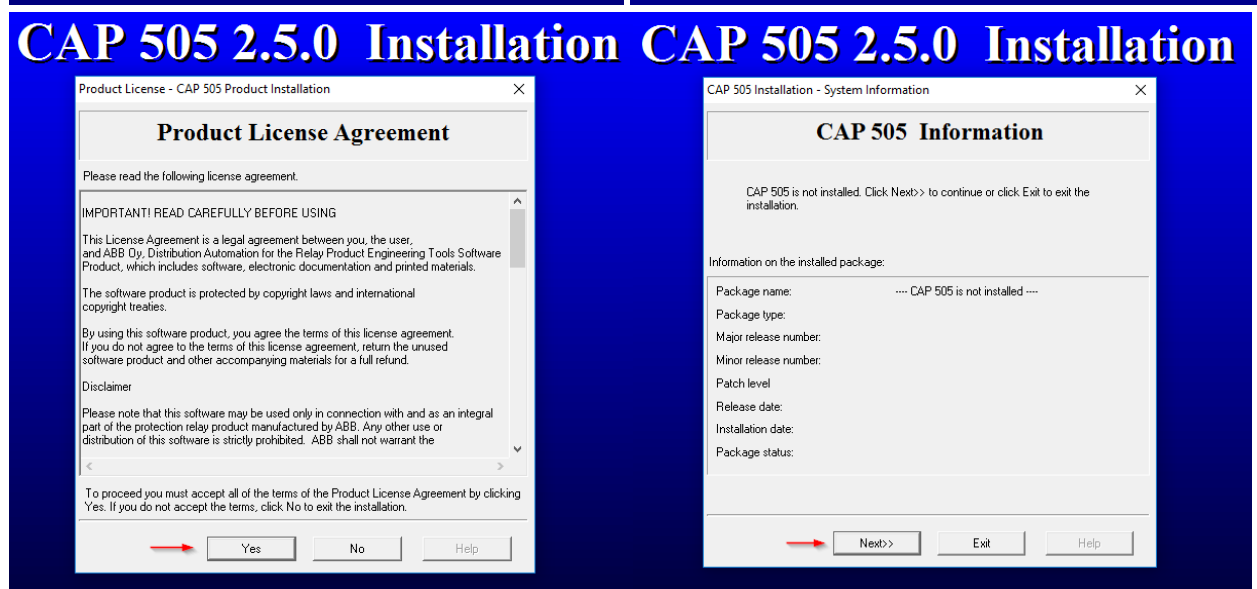 CAP 505 2.5.0 Installation
Product License - CAP 505 Product Installation
Product License Agreement
Please read the following license agreement.
IMPORTANT! READ CAREFULLY BEFORE USING
This License Agreement is a legal agreement between you, the user,
and ABB Oy, Distribution Automation for the Relay Product Engineering Tools Software
Product, which includes software, electronic documentation and printed materials.
The software product is protected by copyright laws and international
copyright treaties.
By using this software product, you agree the terms of this license agreement.
If you do not agree to the terms of this license agreement, return the unused
software product and other accompanying materials for a full refund.
Disclaimer
Please note that this software may be used only in connection with and as an integral
part of the protection relay product manufactured by ABB. Any other use or
distribution of this software is strictly prohibited. ABB shall not warrant the
To proceed you must accept all of the terms of the Product License Agreement by clicking
Yes. If you do not accept the terms, click No to exit the installation.
Yes
No
Help
CAP 505 2.5.0 Installation
CAP 505 Installation - System Information
CAP 505 Information
CAP 505 is not installed. Click Next>> to continue or click Exit to exit the
installation.
Information on the installed package:
Package name: ---- CAP 505 is not installed ----
Package type:
Major release number:
Minor release number:
Patch level
Release date:
Installation date:
Package status:
Next>>
Exit
Help